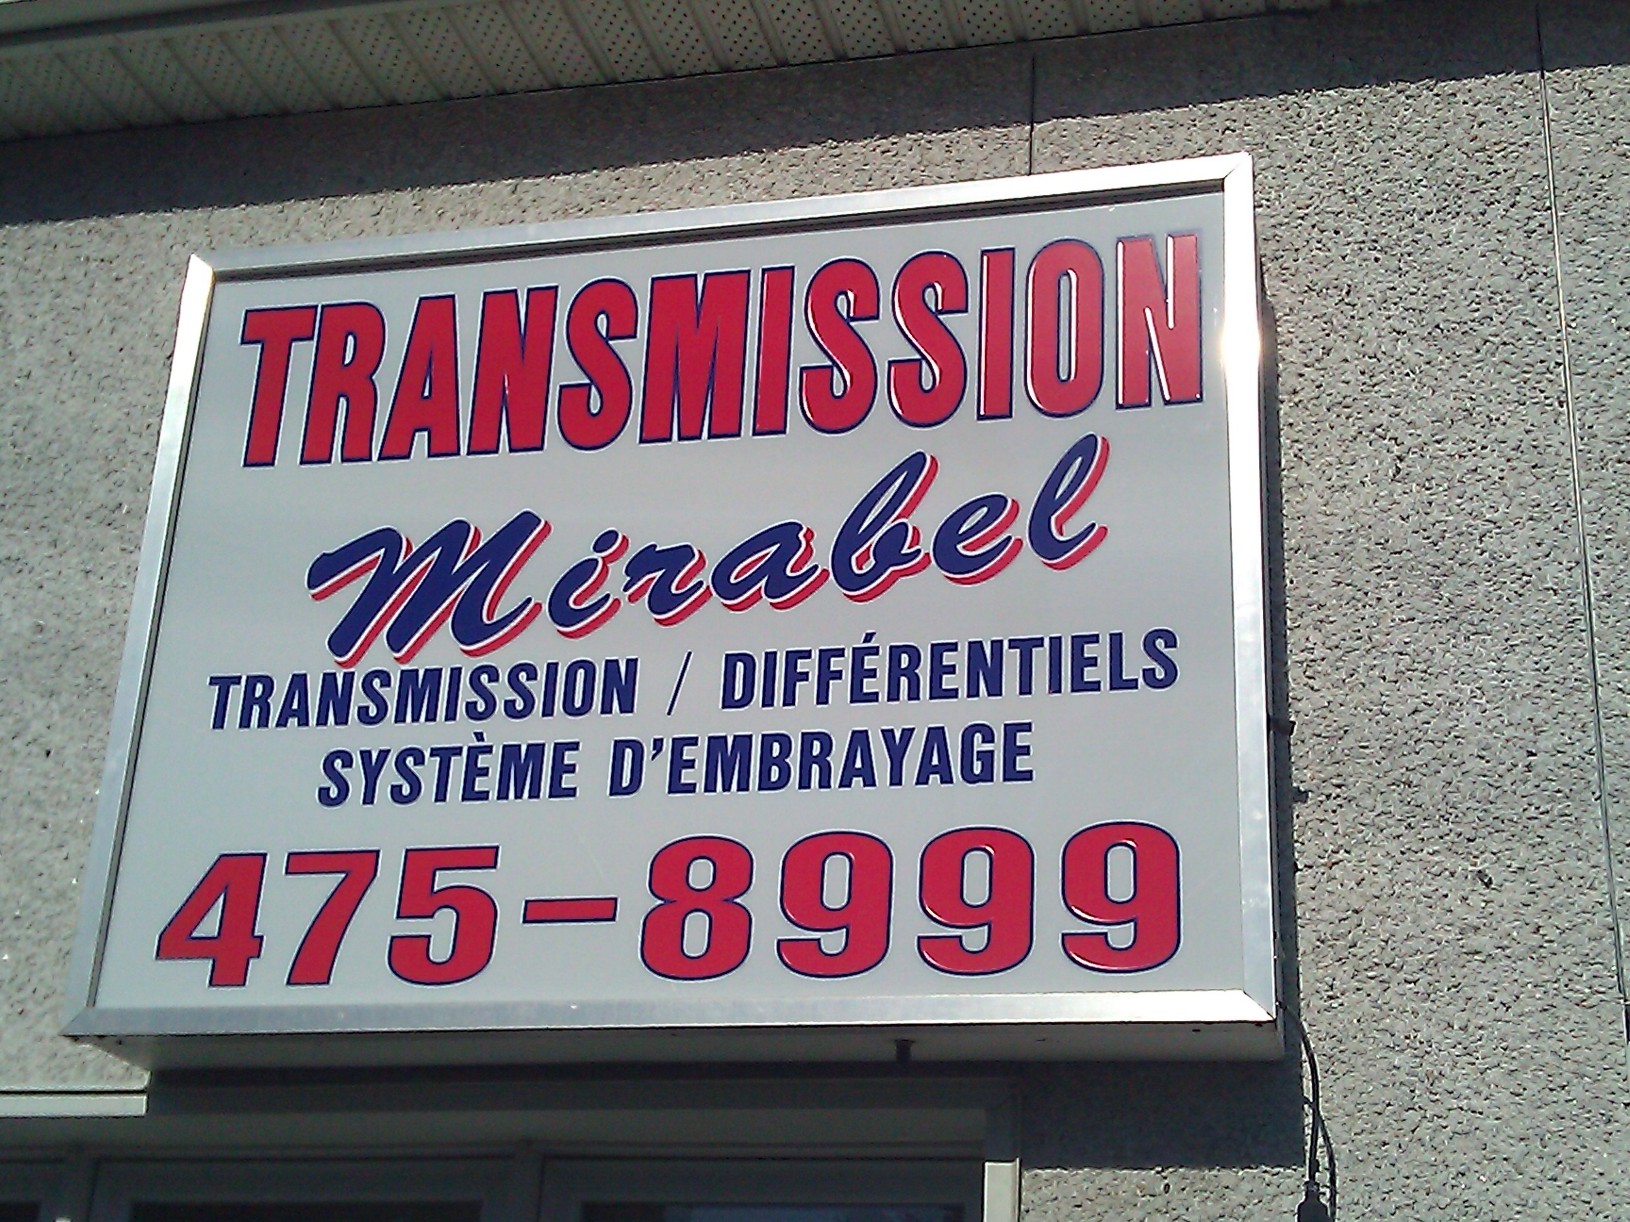 TRANSMISSION
Mirabel
TRANSMISSION / DIFFÉRENTIELS
SYSTÈME D'EMBRAYAGE
475-8999